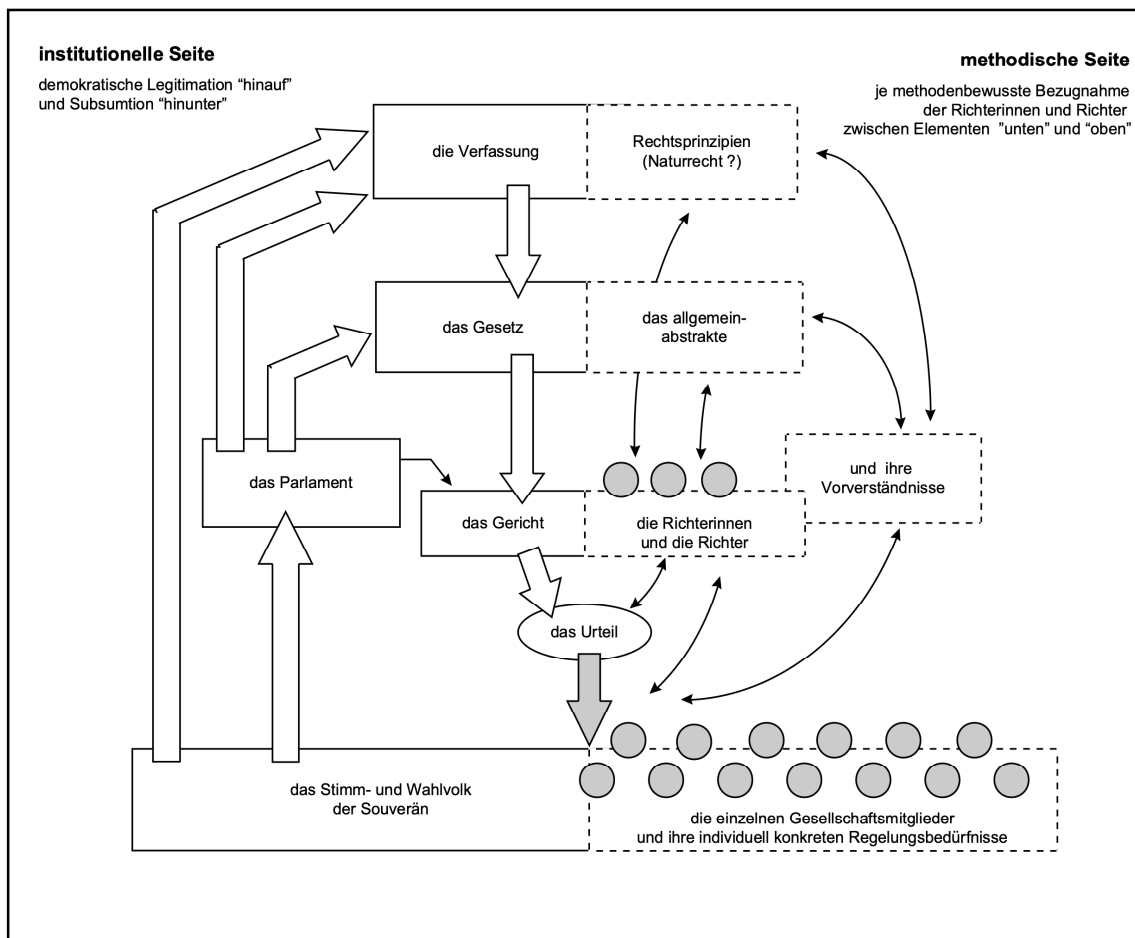 institutionelle Seite
demokratische Legitimation “hinauf”
und Subsumtion “hinunter”
methodische Seite
je methodenbewusste Bezugnahme
der Richterinnen und Richter
zwischen Elementen ”unten” und “oben”
die Verfassung
Rechtsprinzipien
(Naturrecht ?)
das Gesetz
das allgemein-
abstrakte
das Parlament
und ihre
Vorverständnisse
das Gericht
die Richterinnen
und die Richter
das Urteil
das Stimm- und Wahlvolk
der Souverän
die einzelnen Gesellschaftsmitglieder
und ihre individuell konkreten Regelungsbedürfnisse